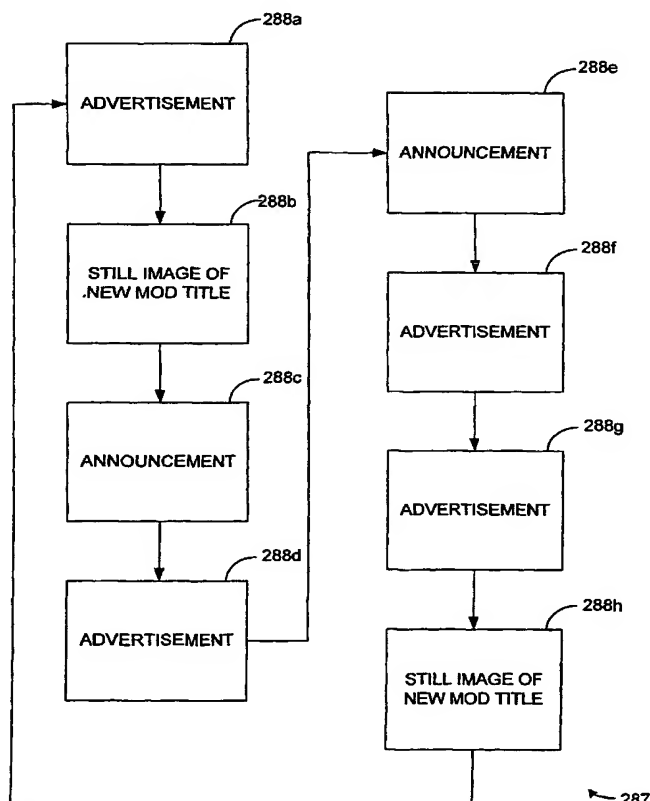 288a
ADVERTISEMENT
288b
STILL IMAGE OF
.NEW MOD TITLE
288c
ANNOUNCEMENT
288d
ADVERTISEMENT
288e
ANNOUNCEMENT
288f
ADVERTISEMENT
288g
ADVERTISEMENT
288h
STILL IMAGE OF
NEW MOD TITLE
287